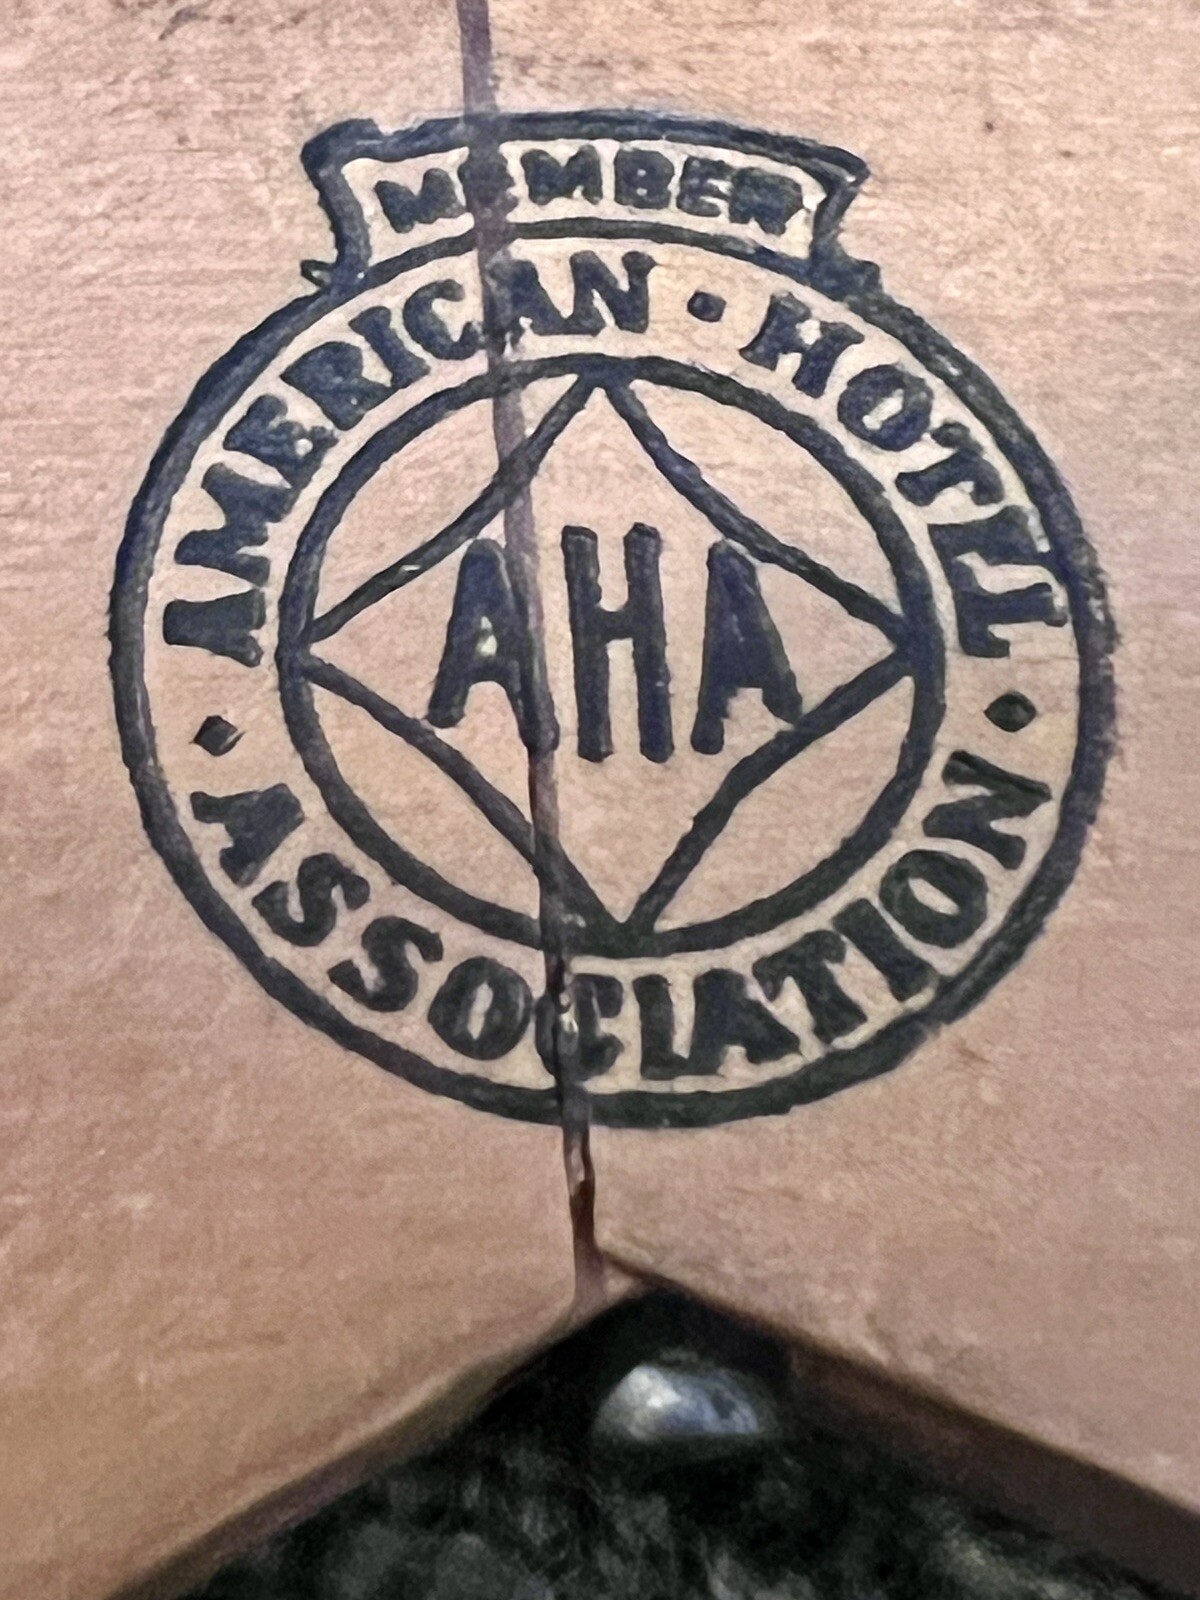 MEMBER
AMERICAN · HOTEL
· ASSOCIATION ·
AHA